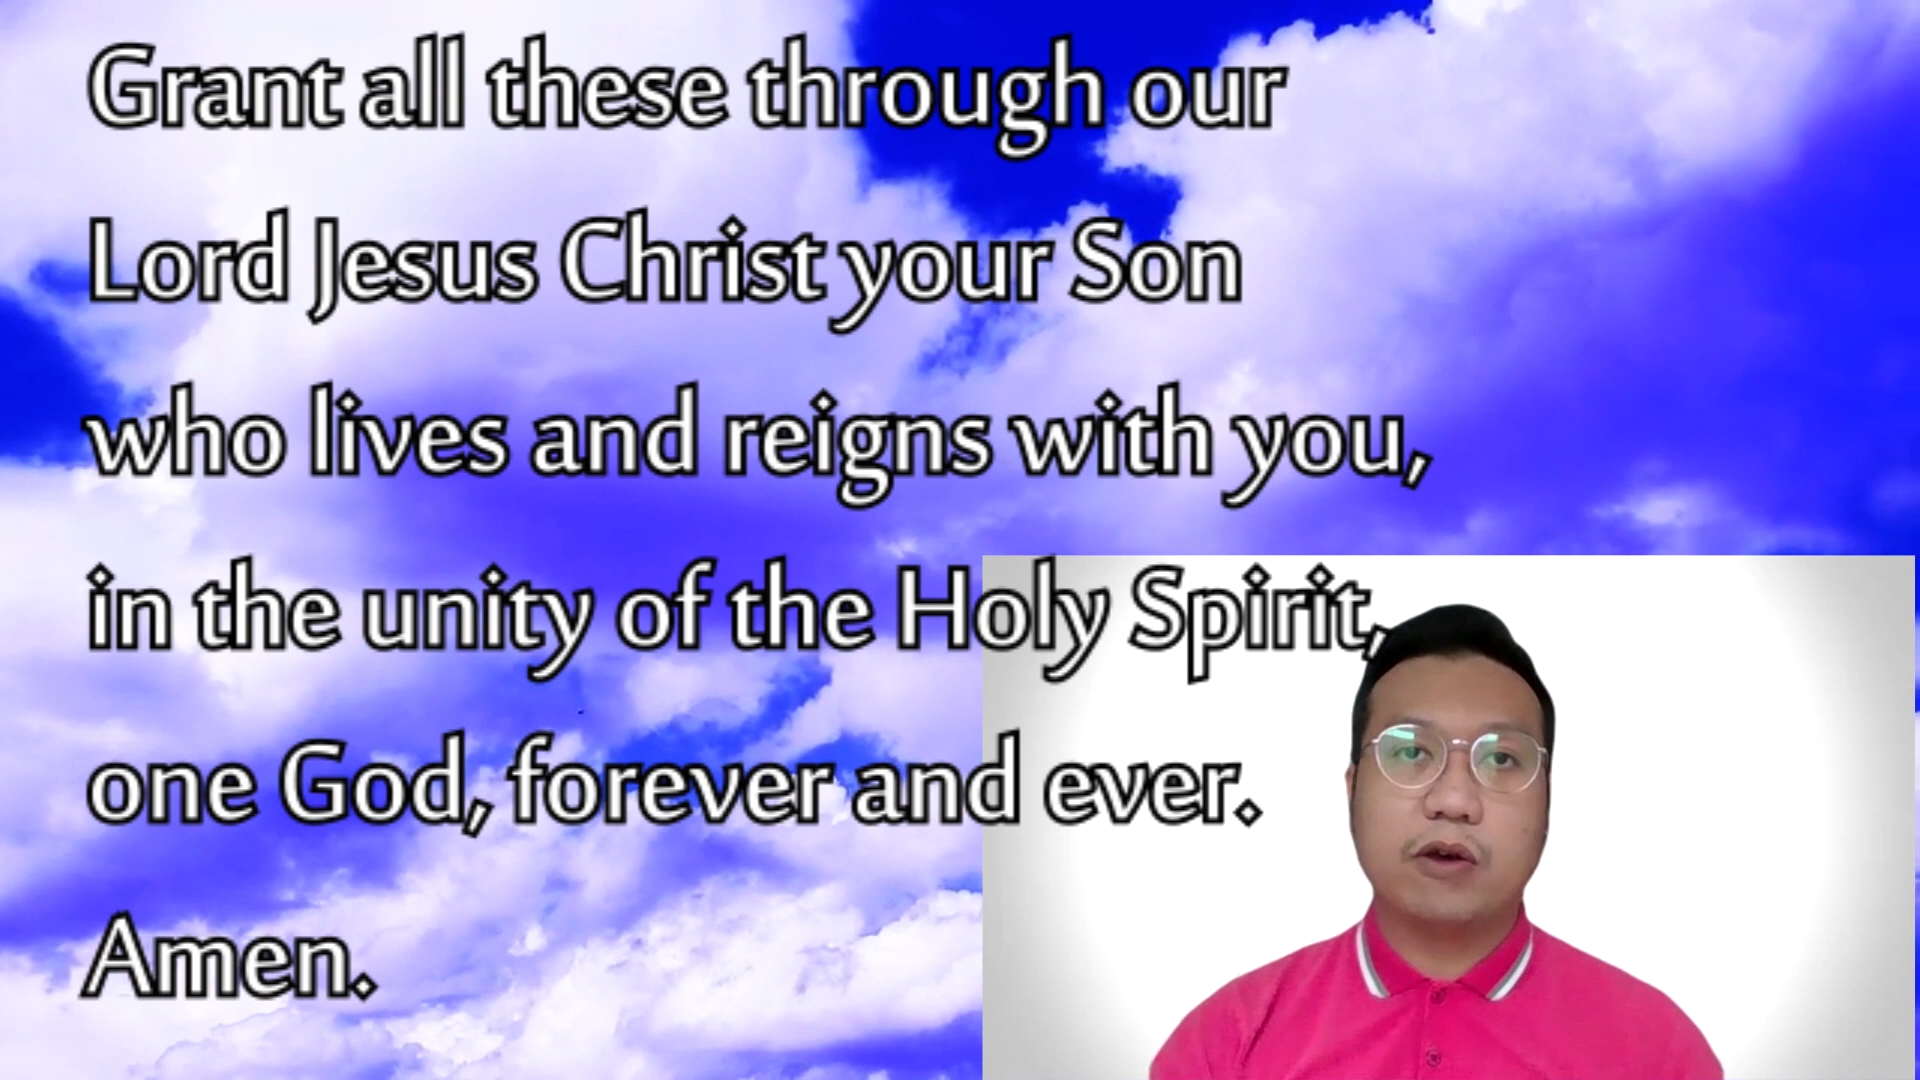 Grant all these through our
Lord Jesus Christ your Son
who lives and reigns with you,
in the unity of the Holy Spirit,
one God, forever and ever.
Amen.